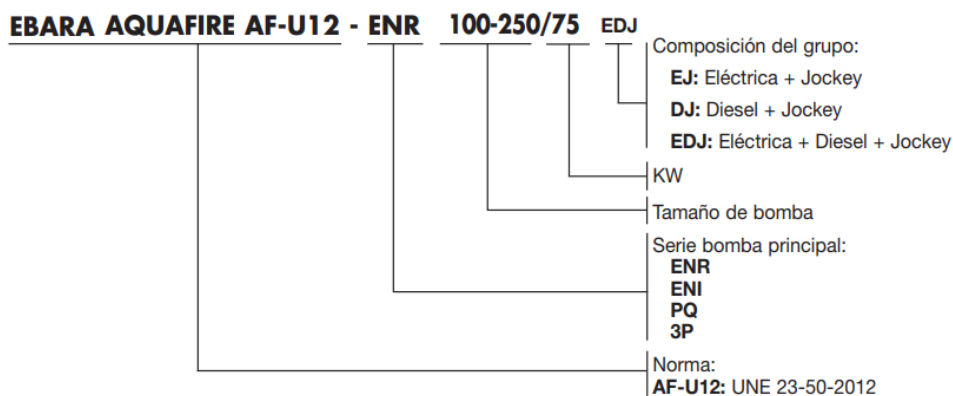 EBARA AQUAFIRE AF-U12 - ENR 100-250/75 EDJ
Composición del grupo:
EJ: Eléctrica + Jockey
DJ: Diesel + Jockey
EDJ: Eléctrica + Diesel + Jockey
KW
Tamaño de bomba
Serie bomba principal:
ENR
ENI
PQ
3P
Norma:
AF-U12: UNE 23-50-2012